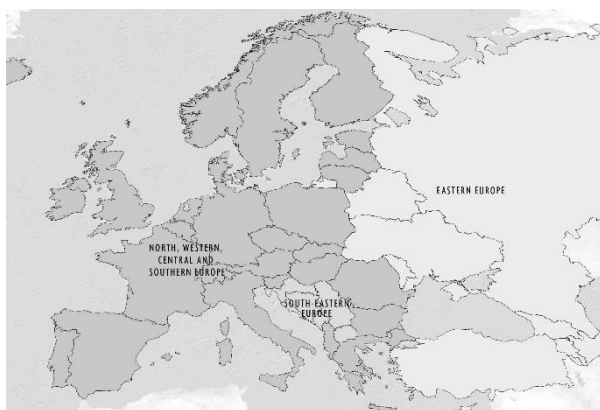 EASTERN EUROPE
NORTH, WESTERN,
CENTRAL AND
SOUTHERN EUROPE
SOUTH-EASTERN
EUROPE